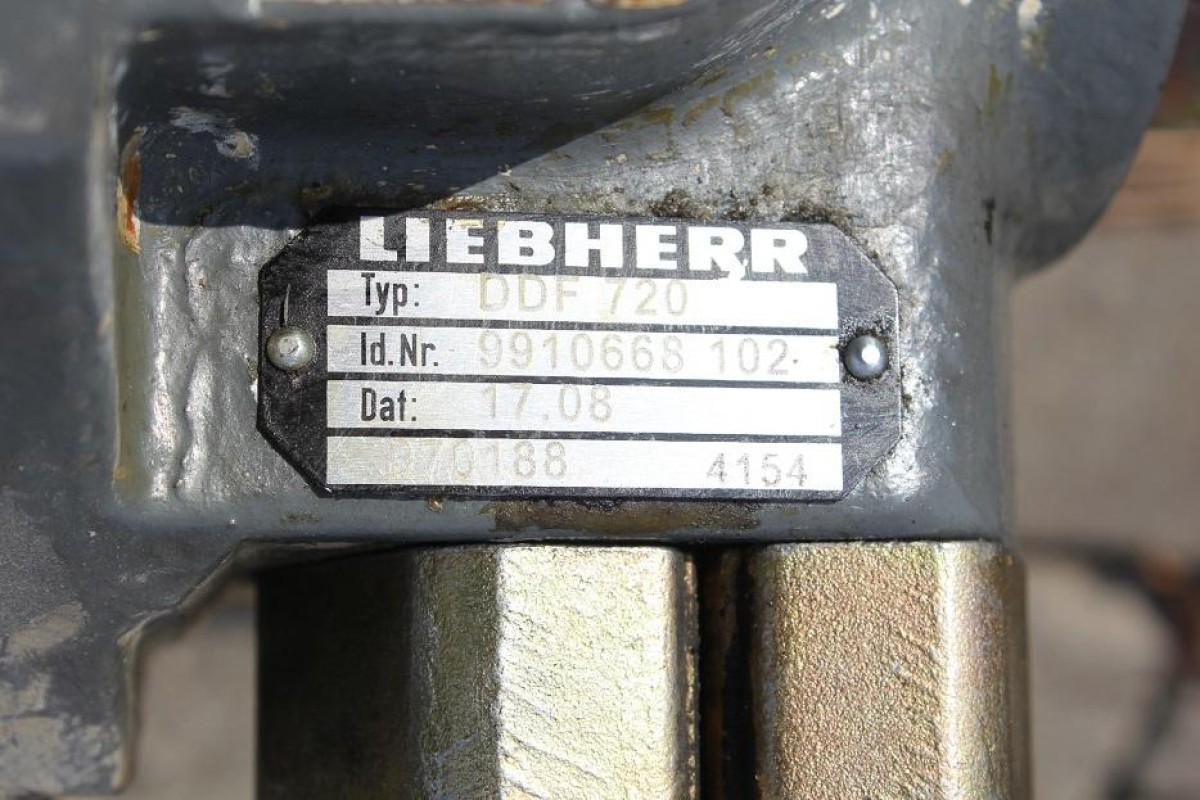 LIEBHERR
Typ: DDF 720
Id.Nr. 9910668 102
Dat: 17.08
070188 4154